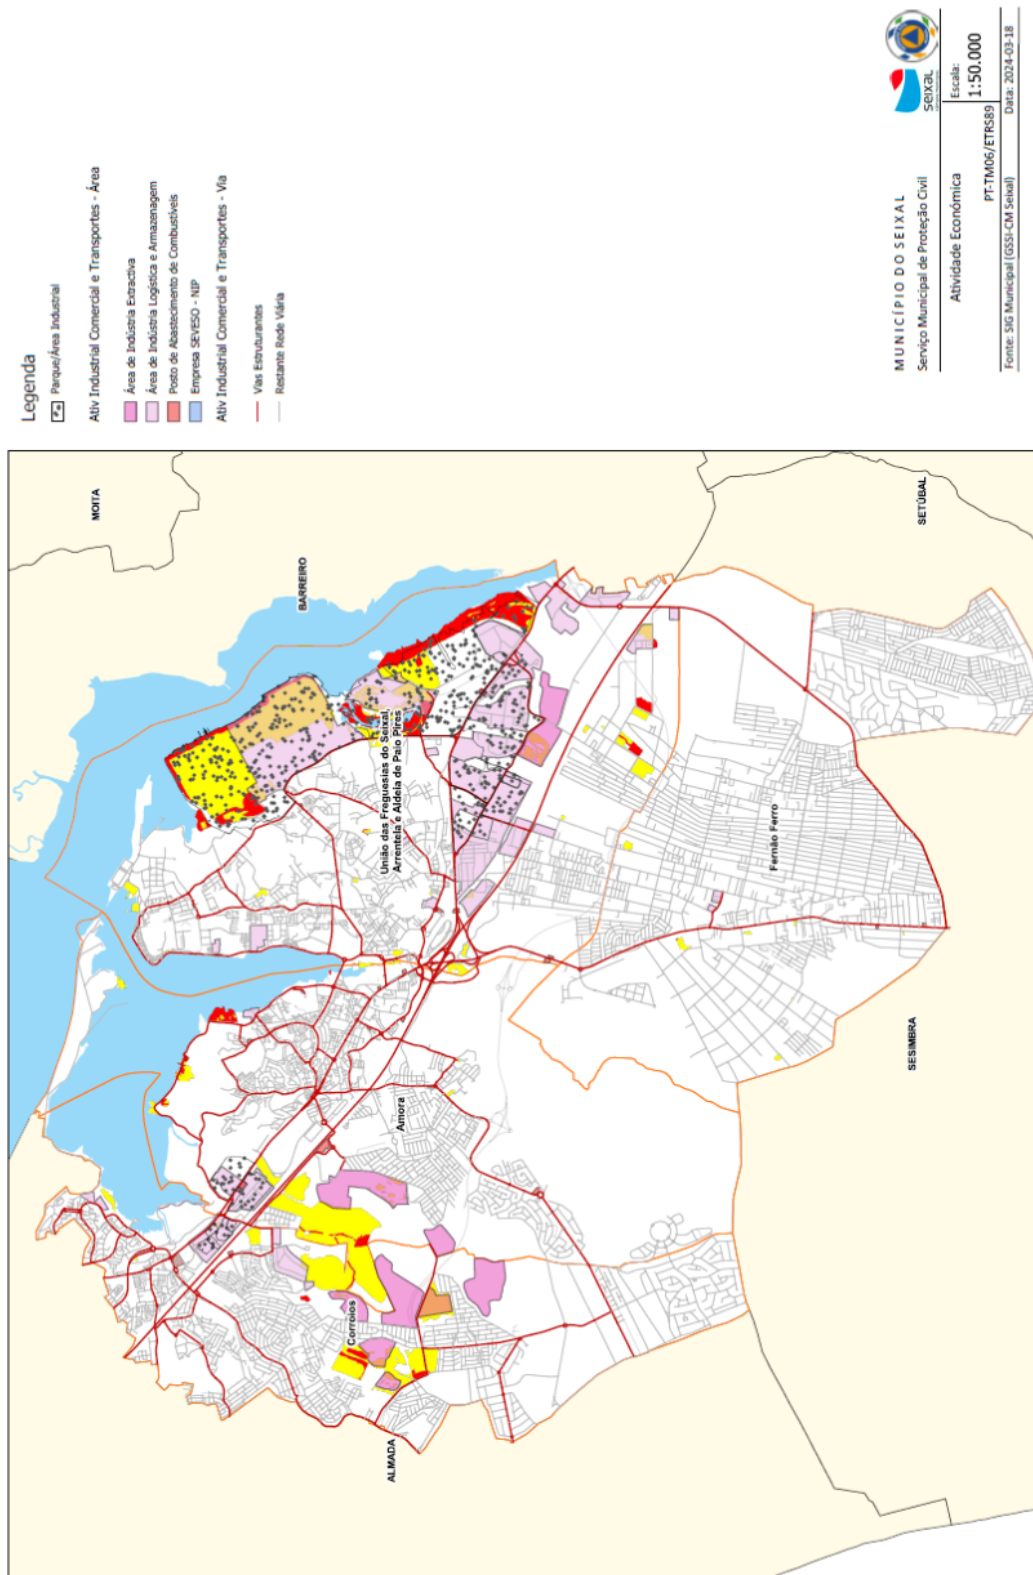 Legenda
Parque/Área Industrial
Ativ Industrial Comercial e Transportes - Área
Área de Indústria Extractiva
Área de Indústria Logística e Armazenagem
Posto de Abastecimento de Combustíveis
Empresa SEVESO - NIP
Ativ Industrial Comercial e Transportes - Via
Vias Estruturantes
Restante Rede Viária
MOITA
BARREIRO
SETÚBAL
União das Freguesias do Seixal,
Arrentela e Aldeia de Paio Pires
Fernão Ferro
SESIMBRA
Amora
Corroios
ALMADA
seixal
MUNICÍPIO DO SEIXAL
Serviço Municipal de Proteção Civil
Atividade Económica
Escala:
1:50.000
PT-TM06/ETRS89
Fonte: SIG Municipal (GSSI-CM Seixal)
Data: 2024-03-18